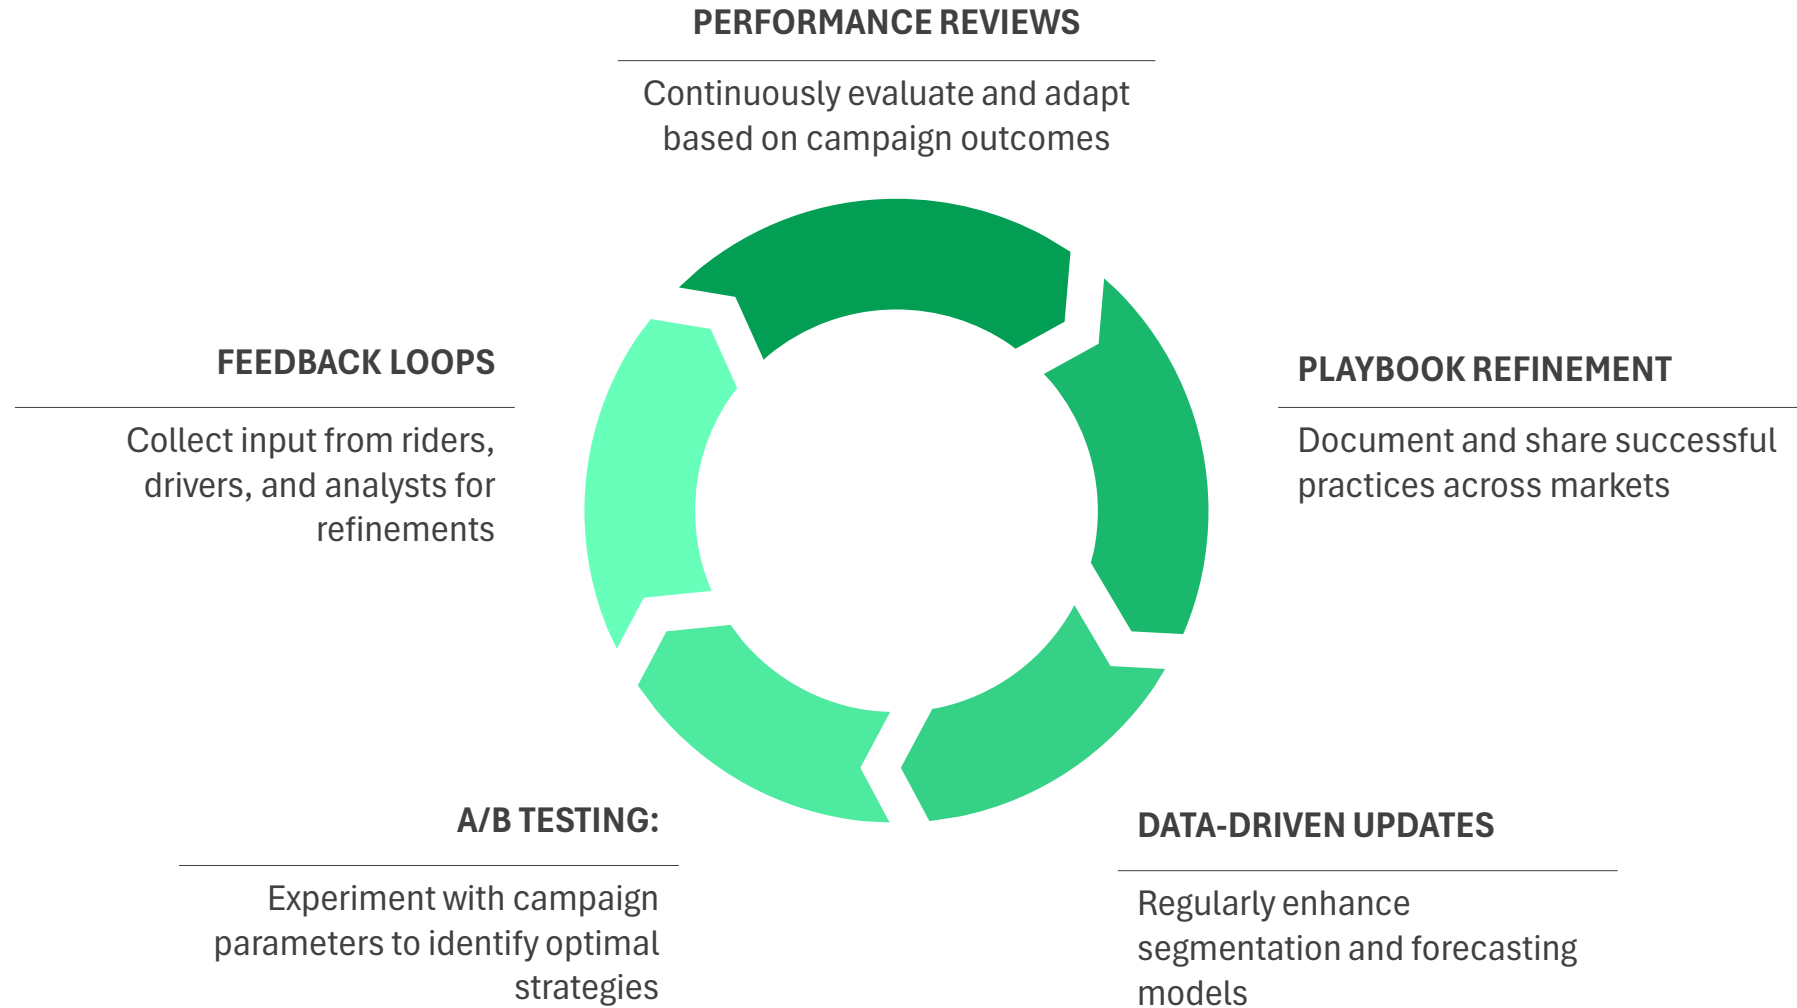 PERFORMANCE REVIEWS
Continuously evaluate and adapt
based on campaign outcomes
FEEDBACK LOOPS
Collect input from riders,
drivers, and analysts for
refinements
PLAYBOOK REFINEMENT
Document and share successful
practices across markets
A/B TESTING:
Experiment with campaign
parameters to identify optimal
strategies
DATA-DRIVEN UPDATES
Regularly enhance
segmentation and forecasting
models